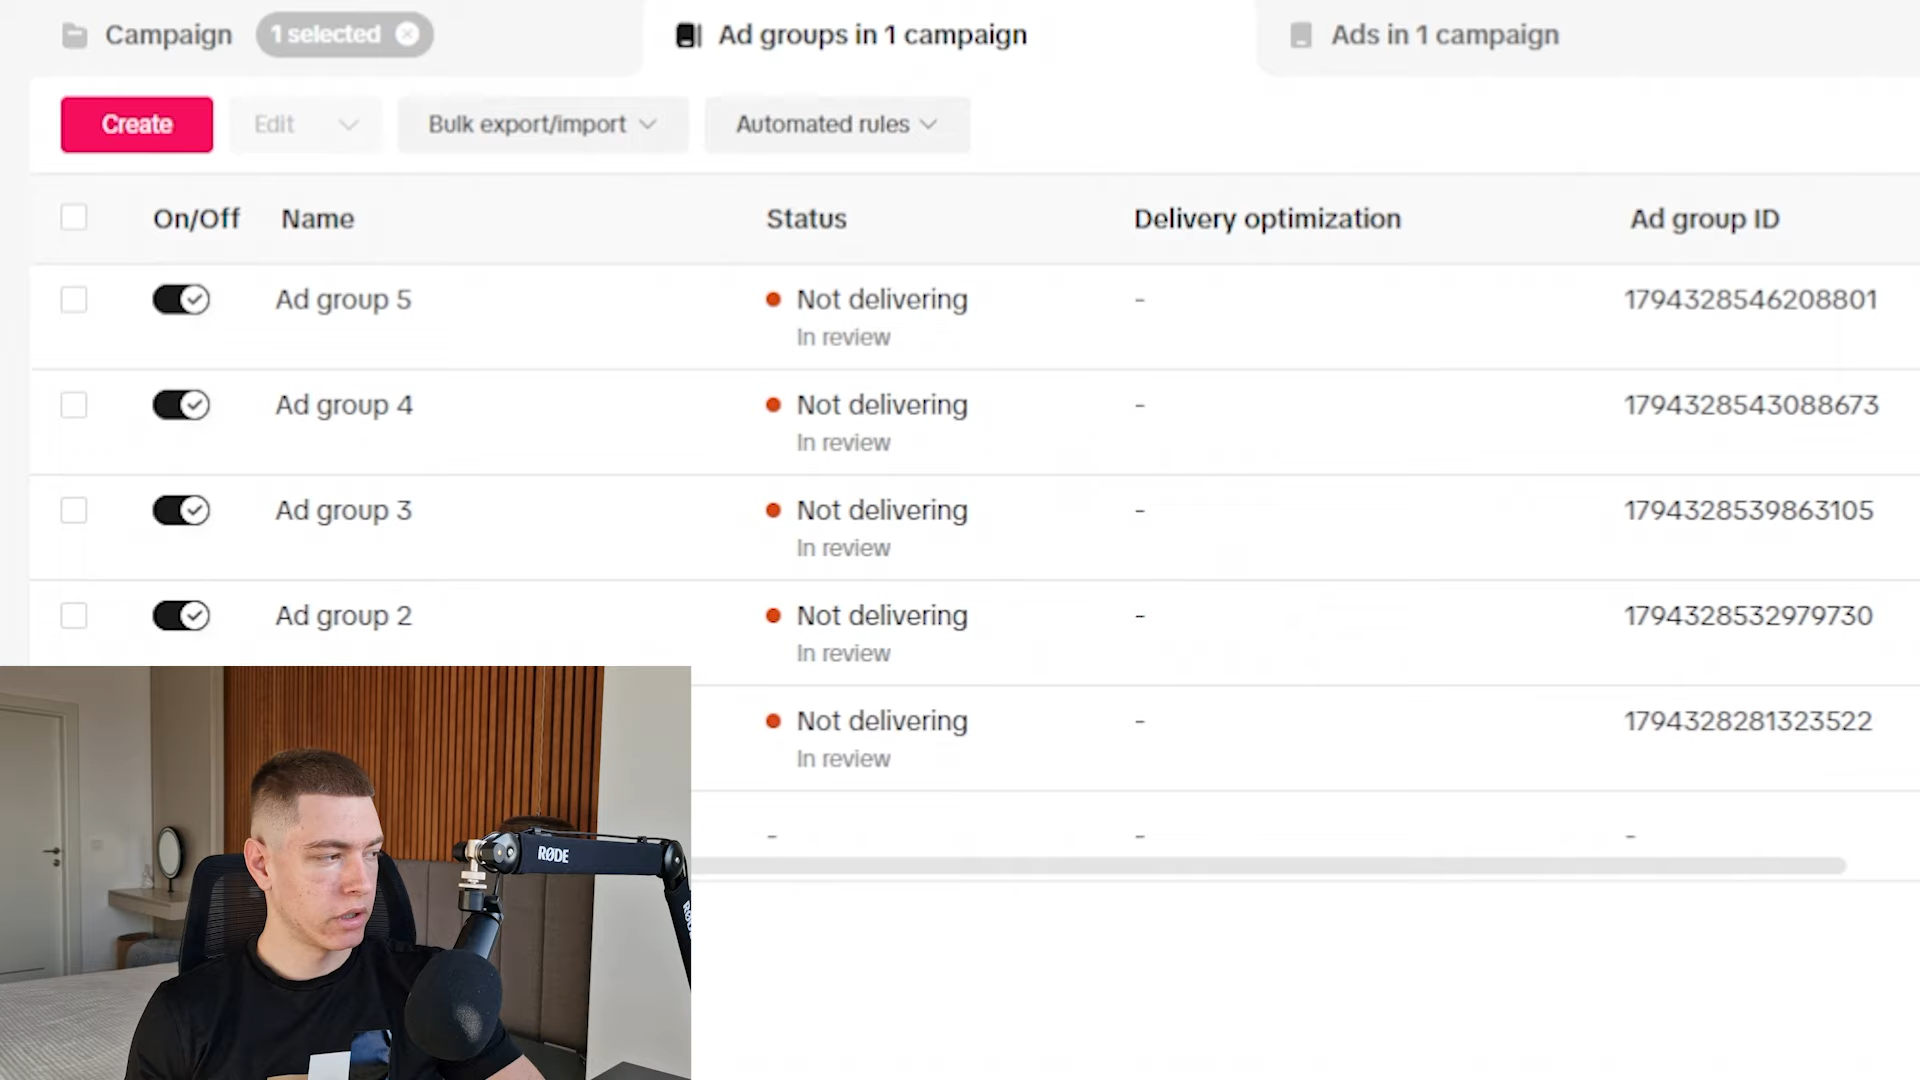 Campaign 1 selected Ad groups in 1 campaign Ads in 1 campaign
Create Edit Bulk export/import Automated rules
On/Off Name Status Delivery optimization Ad group ID
Ad group 5 Not delivering - 1794328546208801
In review
Ad group 4 Not delivering - 1794328543088673
In review
Ad group 3 Not delivering - 1794328539863105
In review
Ad group 2 Not delivering - 1794328532979730
In review
Not delivering - 1794328281323522
In review
- - -
RØDE